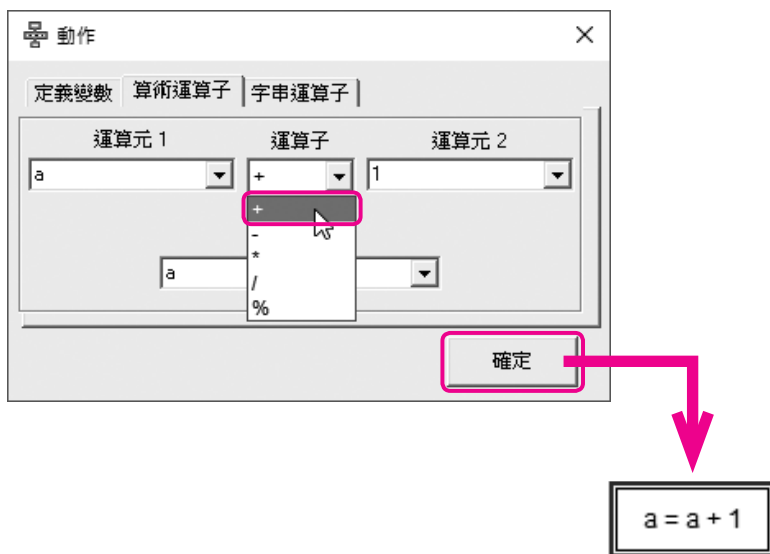 動作
定義變數 算術運算子 字串運算子
運算元 1 運算子 運算元 2
a + 1
+
-
*
/
%
a
確定
a = a + 1